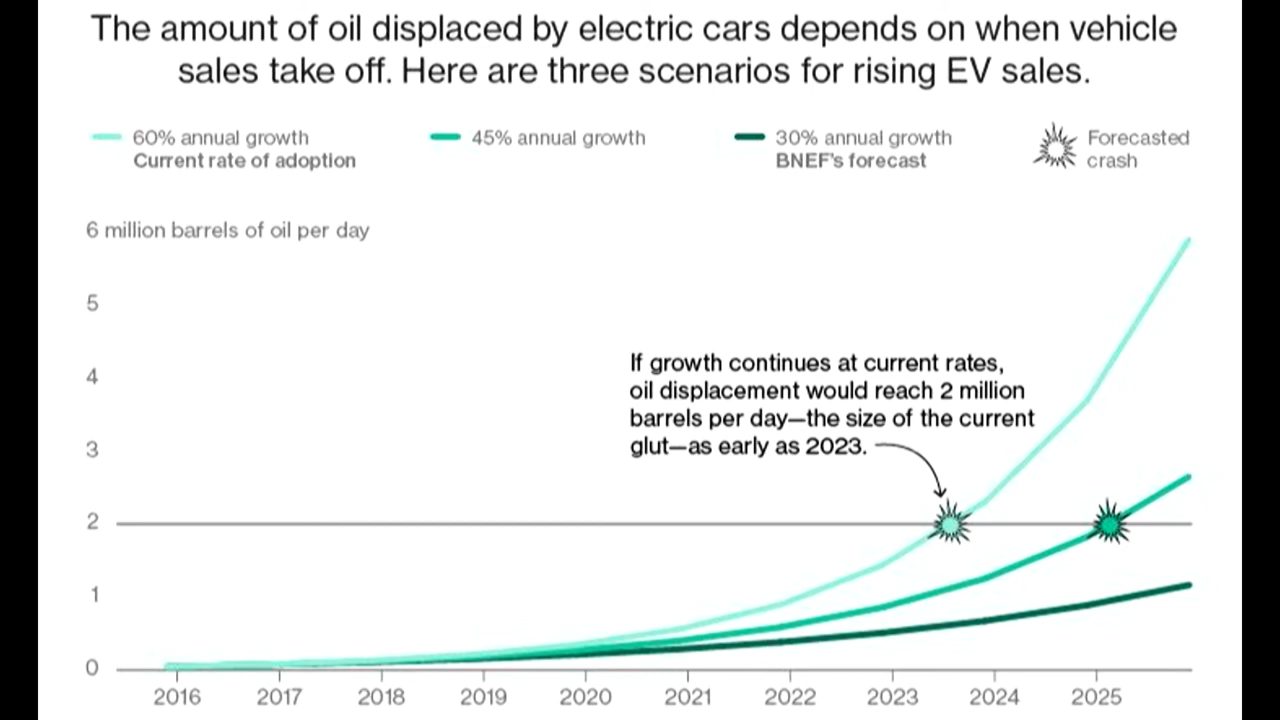 The amount of oil displaced by electric cars depends on when vehicle
sales take off. Here are three scenarios for rising EV sales.
60% annual growth
Current rate of adoption
45% annual growth
30% annual growth
BNEF's forecast
Forecasted
crash
6 million barrels of oil per day
5
4
3
2
1
0
If growth continues at current rates,
oil displacement would reach 2 million
barrels per day—the size of the current
glut—as early as 2023.
2016 2017 2018 2019 2020 2021 2022 2023 2024 2025